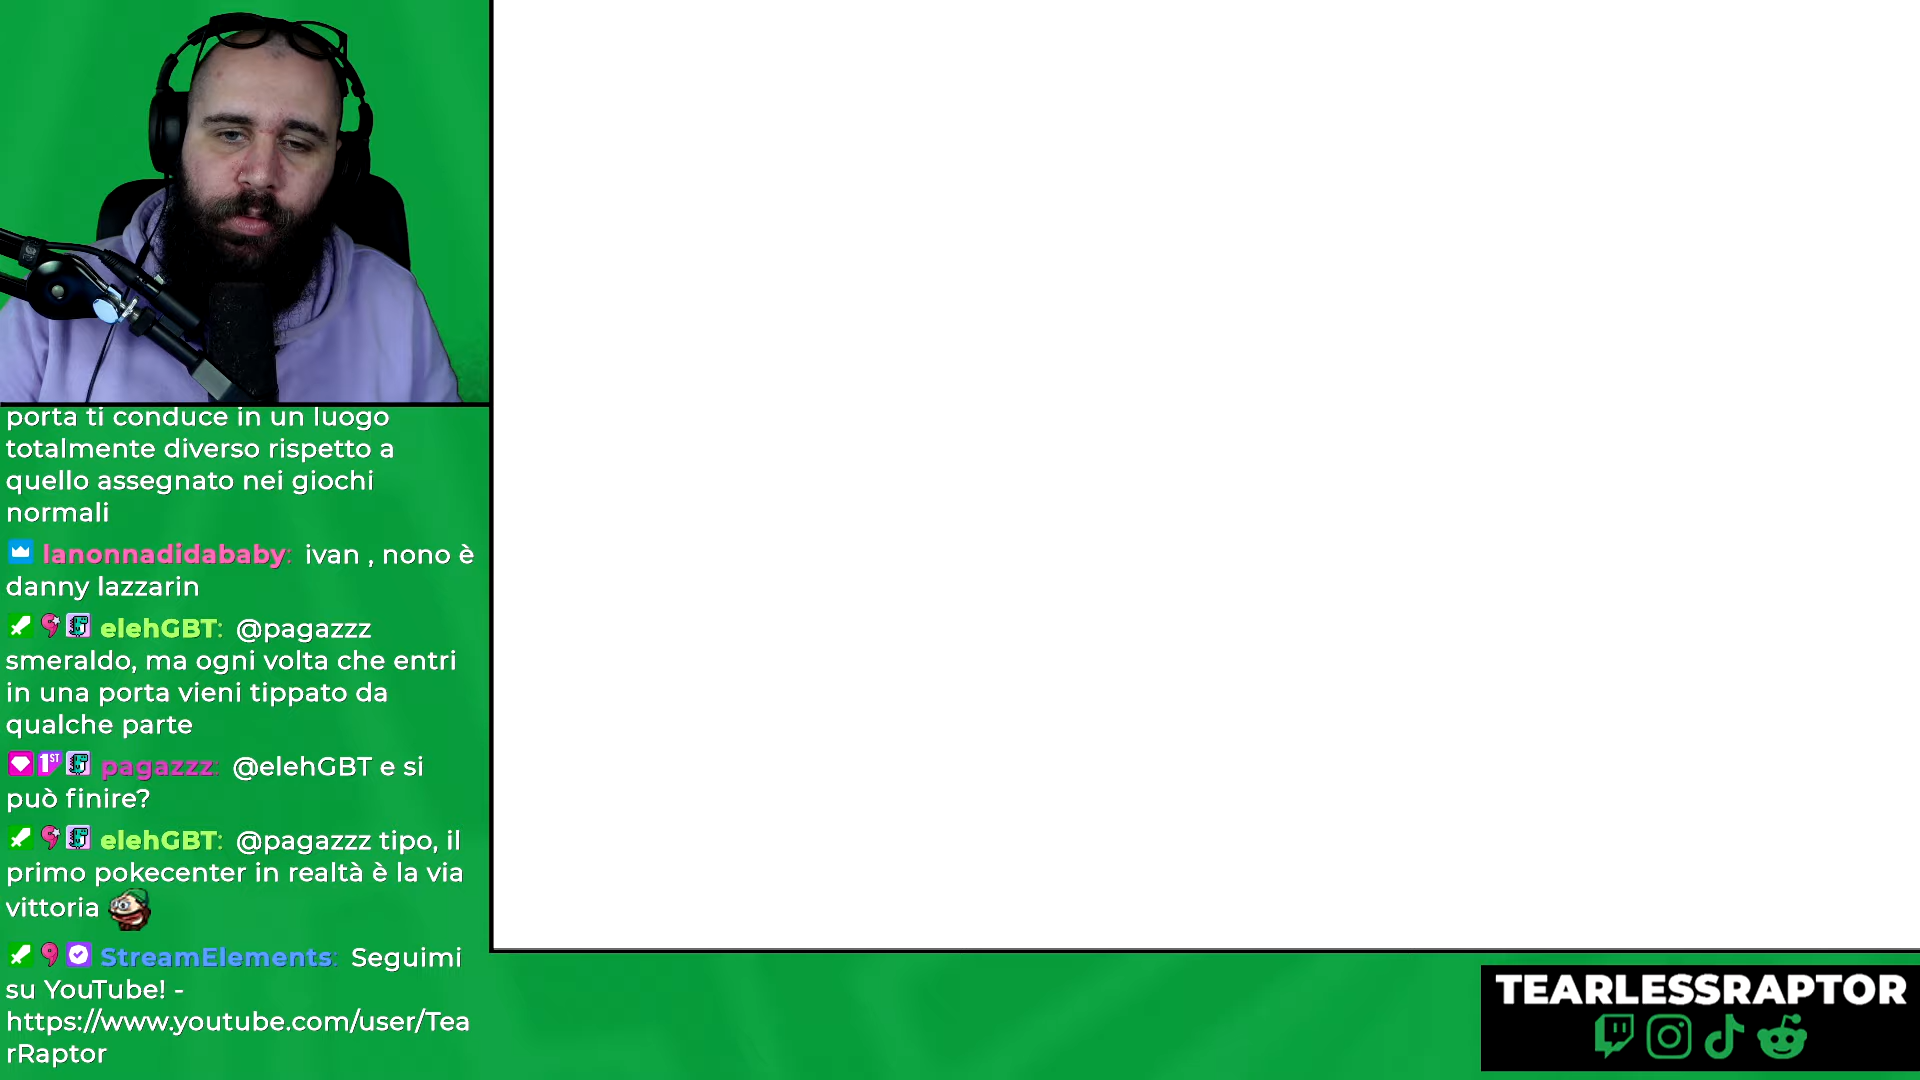 porta ti conduce in un luogo
totalmente diverso rispetto a
quello assegnato nei giochi
normali
lanonnadidababy: ivan , nono è
danny lazzarin
elehGBT: @pagazzz
smeraldo, ma ogni volta che entri
in una porta vieni tippato da
qualche parte
1ST pagazzz: @elehGBT e si
può finire?
elehGBT: @pagazzz tipo, il
primo pokecenter in realtà è la via
vittoria
StreamElements: Seguimi
su YouTube! -
https://www.youtube.com/user/Tea
rRaptor
TEARLESSRAPTOR